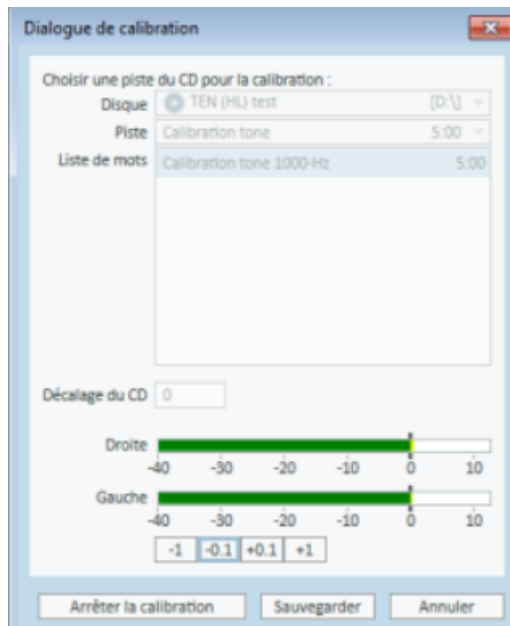 Dialogue de calibration
Choisir une piste du CD pour la calibration :
Disque TEN (HL) test [D:\]
Piste Calibration tone 5:00
Liste de mots Calibration tone 1000-Hz 5:00
Décalage du CD 0
Droite
-40 -30 -20 -10 0 10
Gauche
-40 -30 -20 -10 0 10
-1 -0.1 +0.1 +1
Arrêter la calibration Sauvegarder Annuler